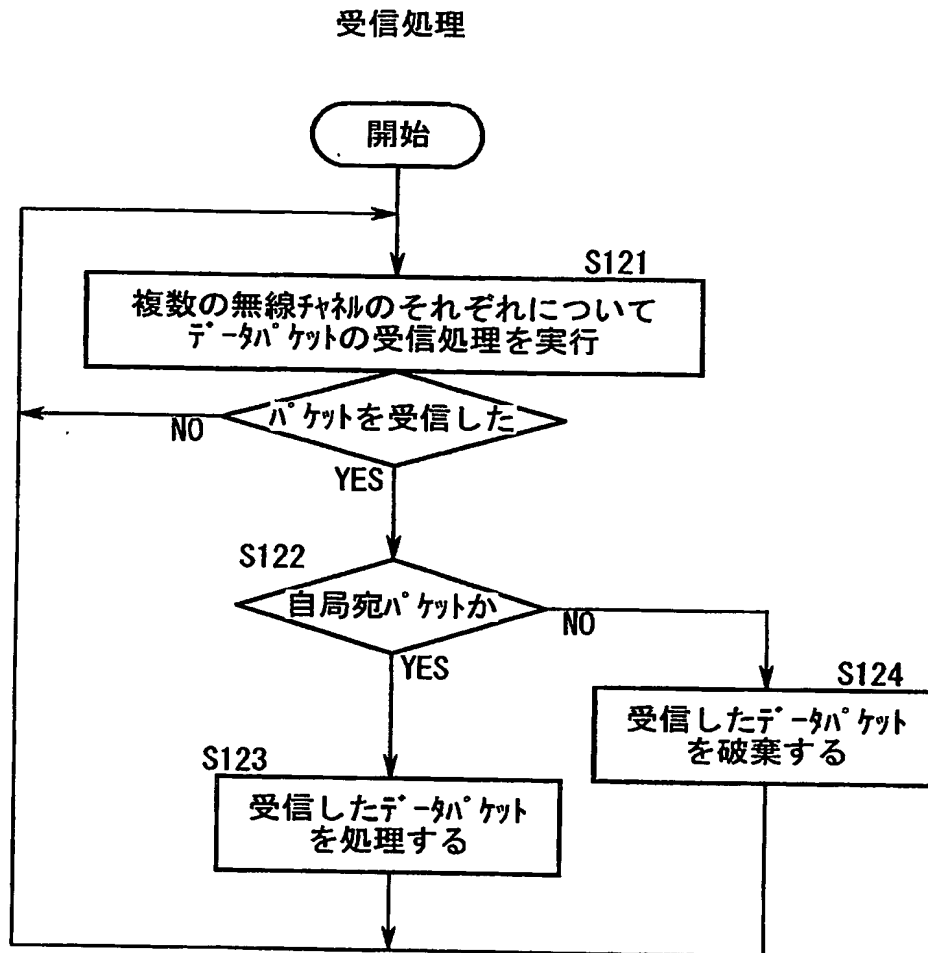 受信処理
開始
S121
複数の無線ﾁｬﾈﾙのそれぞれについて
ﾃﾞｰﾀﾊﾟｹｯﾄの受信処理を実行
ﾊﾟｹｯﾄを受信した
NO
YES
S122
自局宛ﾊﾟｹｯﾄか
NO
YES
S124
受信したﾃﾞｰﾀﾊﾟｹｯﾄ
を破棄する
S123
受信したﾃﾞｰﾀﾊﾟｹｯﾄ
を処理する